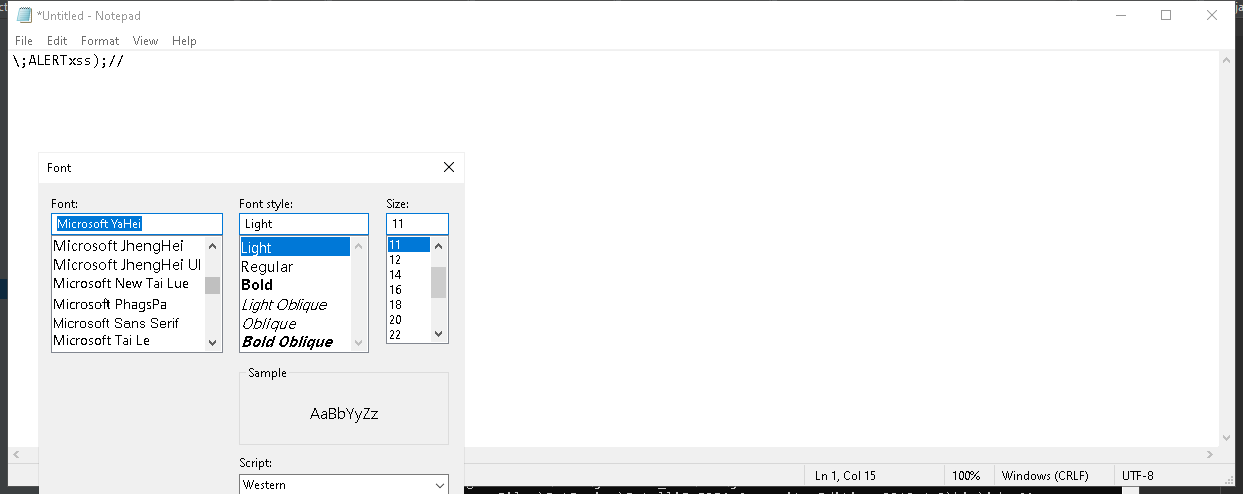 *Untitled - Notepad
File Edit Format View Help
\;ALERTxss);//
Font
Font: Font style: Size:
Microsoft YaHei Light 11
Microsoft JhengHei Light 11
Microsoft JhengHei UI Regular 12
Microsoft New Tai Lue Bold 14
Microsoft PhagsPa Light Oblique 16
Microsoft Sans Serif Oblique 18
Microsoft Tai Le Bold Oblique 20
22
Sample
AaBbYyZz
Script:
Western
Ln 1, Col 15 100% Windows (CRLF) UTF-8